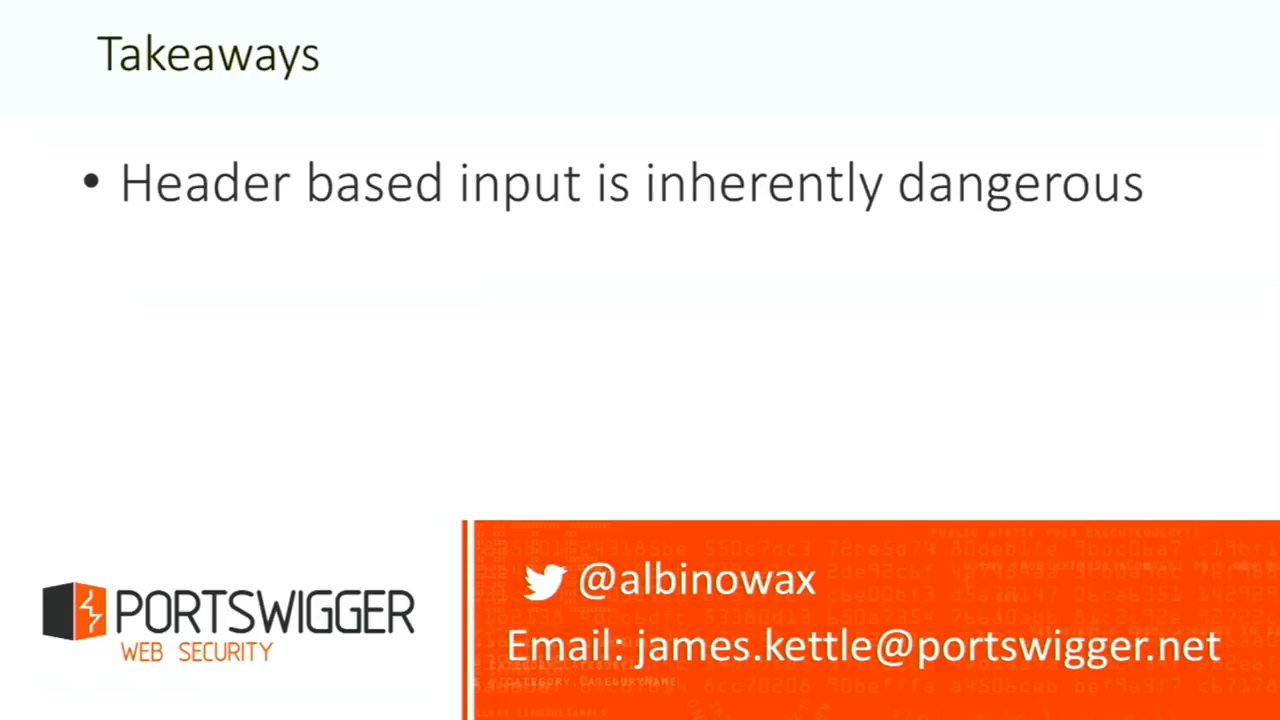 Takeaways
• Header based input is inherently dangerous
@albinowax
Email: james.kettle@portswigger.net
PORTSWIGGER
WEB SECURITY